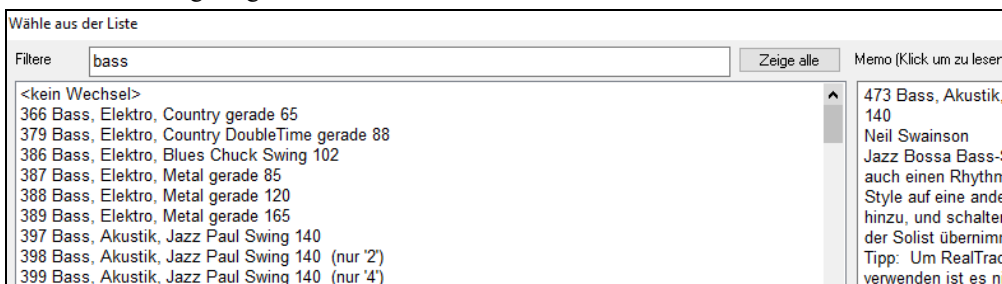 Wähle aus der Liste
Filtere
bass
Zeige alle
Memo (Klick um zu lesen
<kein Wechsel>
366 Bass, Elektro, Country gerade 65
379 Bass, Elektro, Country DoubleTime gerade 88
386 Bass, Elektro, Blues Chuck Swing 102
387 Bass, Elektro, Metal gerade 85
388 Bass, Elektro, Metal gerade 120
389 Bass, Elektro, Metal gerade 165
397 Bass, Akustik, Jazz Paul Swing 140
398 Bass, Akustik, Jazz Paul Swing 140 (nur '2')
399 Bass, Akustik, Jazz Paul Swing 140 (nur '4')
473 Bass, Akustik,
140
Neil Swainson
Jazz Bossa Bass-
auch einen Rhythm
Style auf eine ande
hinzu, und schalten
der Solist übernimm
Tipp: Um RealTrac
verwenden ist es n